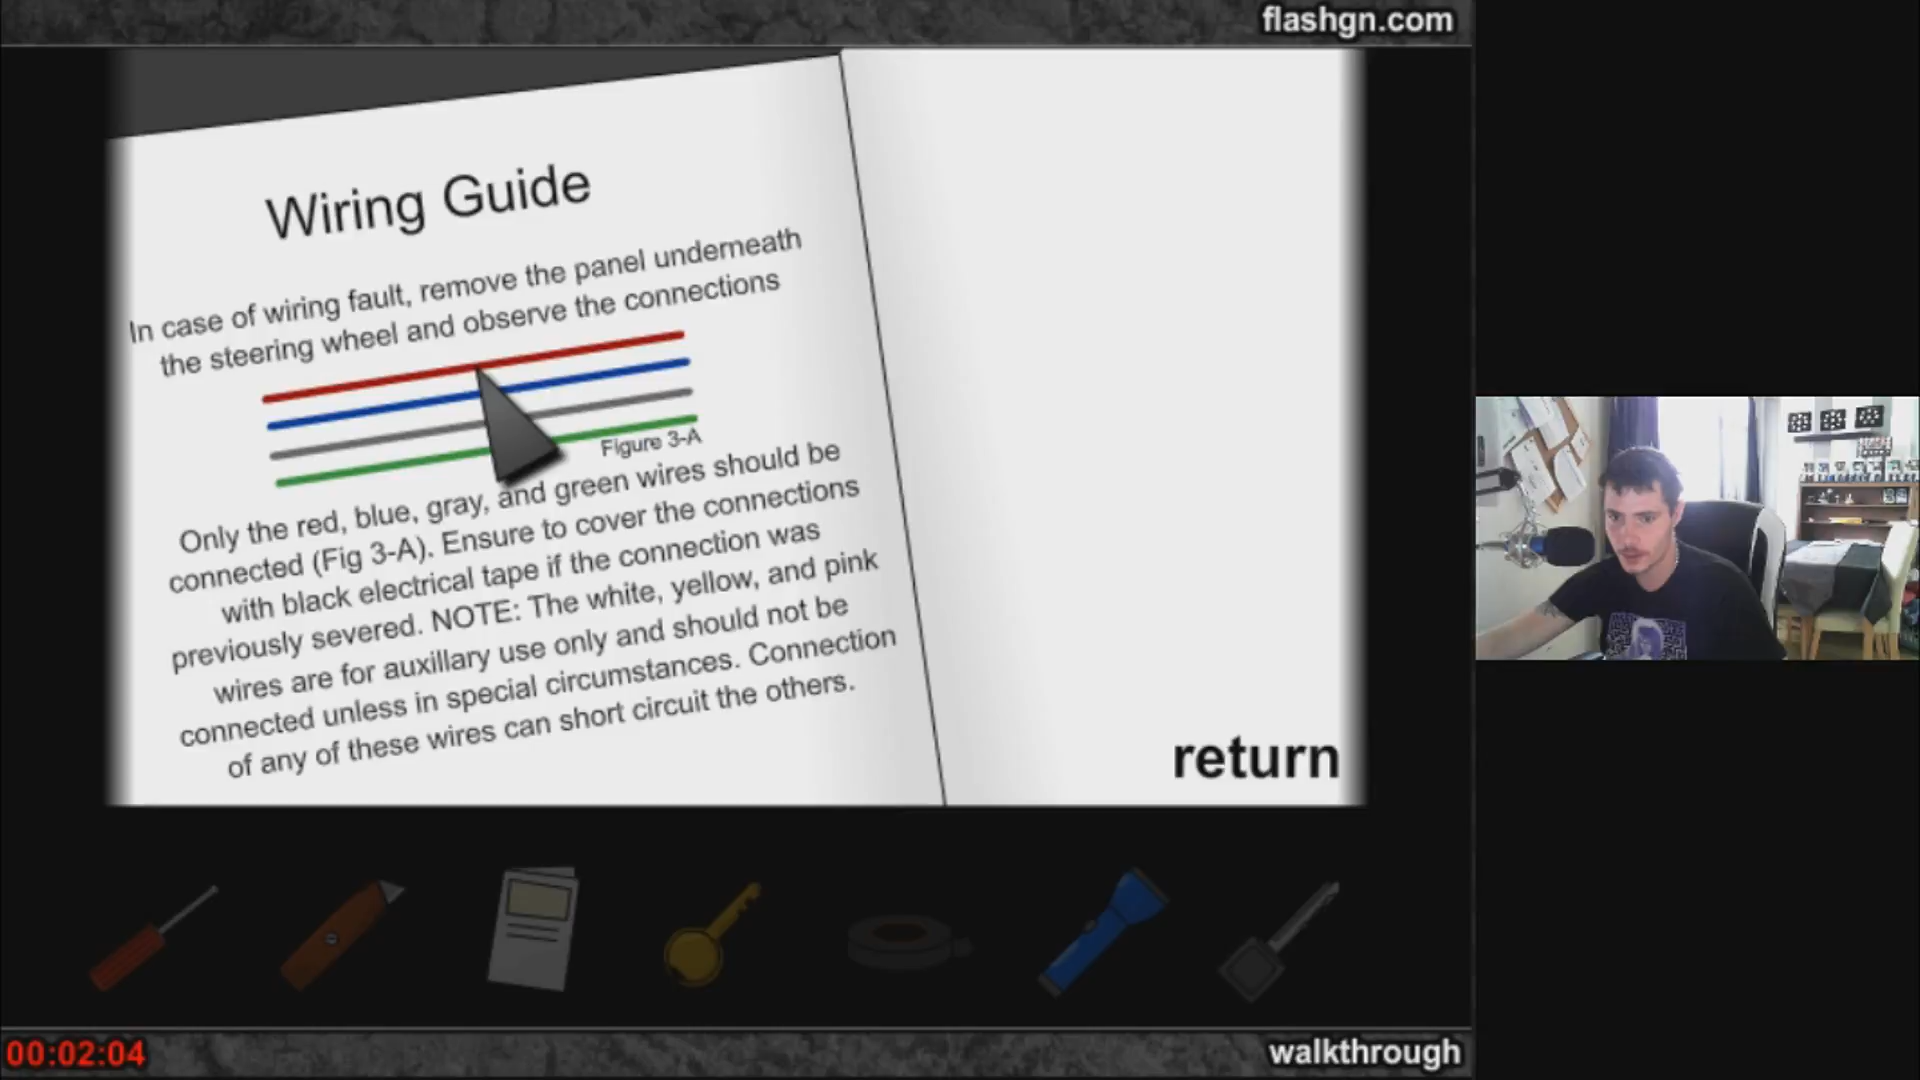 flashgn.com
Wiring Guide
In case of wiring fault, remove the panel underneath
the steering wheel and observe the connections
Figure 3-A
Only the red, blue, gray, and green wires should be
connected (Fig 3-A). Ensure to cover the connections
with black electrical tape if the connection was
previously severed. NOTE: The white, yellow, and pink
wires are for auxillary use only and should not be
connected unless in special circumstances. Connection
of any of these wires can short circuit the others.
return
00:02:04
walkthrough